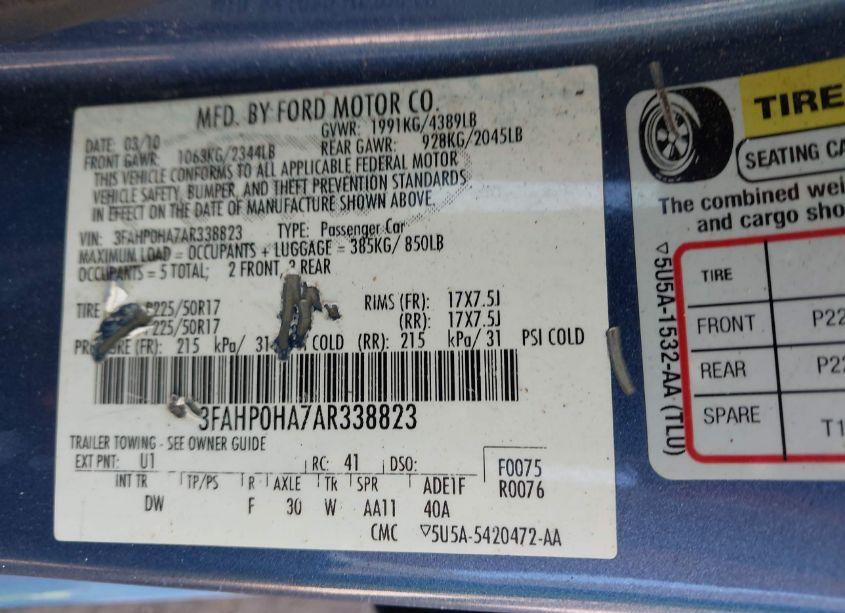 MFD. BY FORD MOTOR CO.
DATE: 03/10 GVWR: 1991KG/4389LB
FRONT GAWR: 1063KG/2344LB REAR GAWR: 928KG/2045LB
THIS VEHICLE CONFORMS TO ALL APPLICABLE FEDERAL MOTOR
VEHICLE SAFETY, BUMPER, AND THEFT PREVENTION STANDARDS
IN EFFECT ON THE DATE OF MANUFACTURE SHOWN ABOVE.
VIN: 3FAHP0HA7AR338823 TYPE: Passenger Car
MAXIMUM LOAD = OCCUPANTS + LUGGAGE = 385KG/ 850LB
OCCUPANTS = 5 TOTAL; 2 FRONT, REAR
TIRE P225/50R17 RIMS (FR): 17X7.5J
225/50R17 (RR): 17X7.5J
(FR): 215 kPa/ 31 COLD (RR): 215 kPa/ 31 PSI COLD
3FAHP0HA7AR338823
TRAILER TOWING - SEE OWNER GUIDE
EXT PNT: U1 RC: 41 DSO: F0075
INT TR TP/PS R AXLE TR SPR ADE1F R0076
DW F 30 W AA11 40A
CMC ▽5U5A-5420472-AA
TIRE
SEATING CA
The combined wei
and cargo sho
▽5U5A-1532-AA (TLU)
TIRE
FRONT P22
REAR P22
SPARE T1